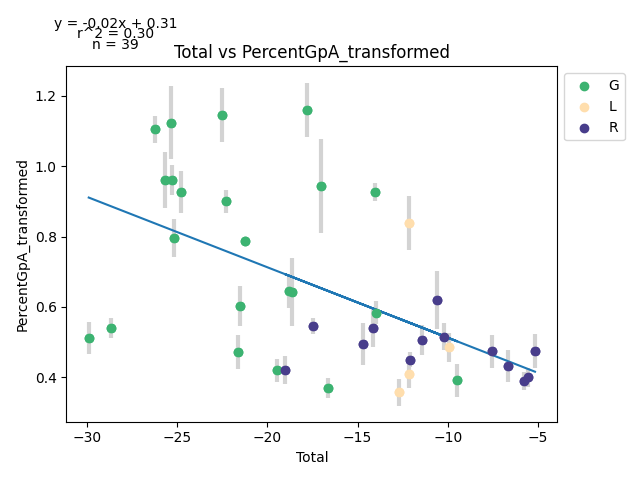 y = -0.02x + 0.31
r^2 = 0.30
n = 39
Total vs PercentGpA_transformed
G
L
R
PercentGpA_transformed
1.2
1.0
0.8
0.6
0.4
−30
−25
−20
−15
−10
−5
Total